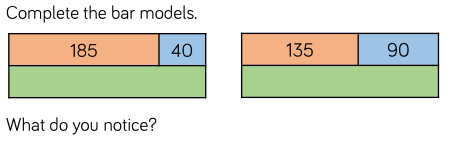 Complete the bar models.
185 40 135 90
What do you notice?